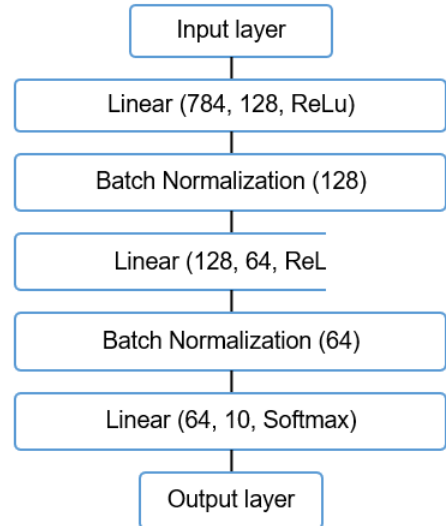 Input layer
Linear (784, 128, ReLu)
Batch Normalization (128)
Linear (128, 64, ReL
Batch Normalization (64)
Linear (64, 10, Softmax)
Output layer